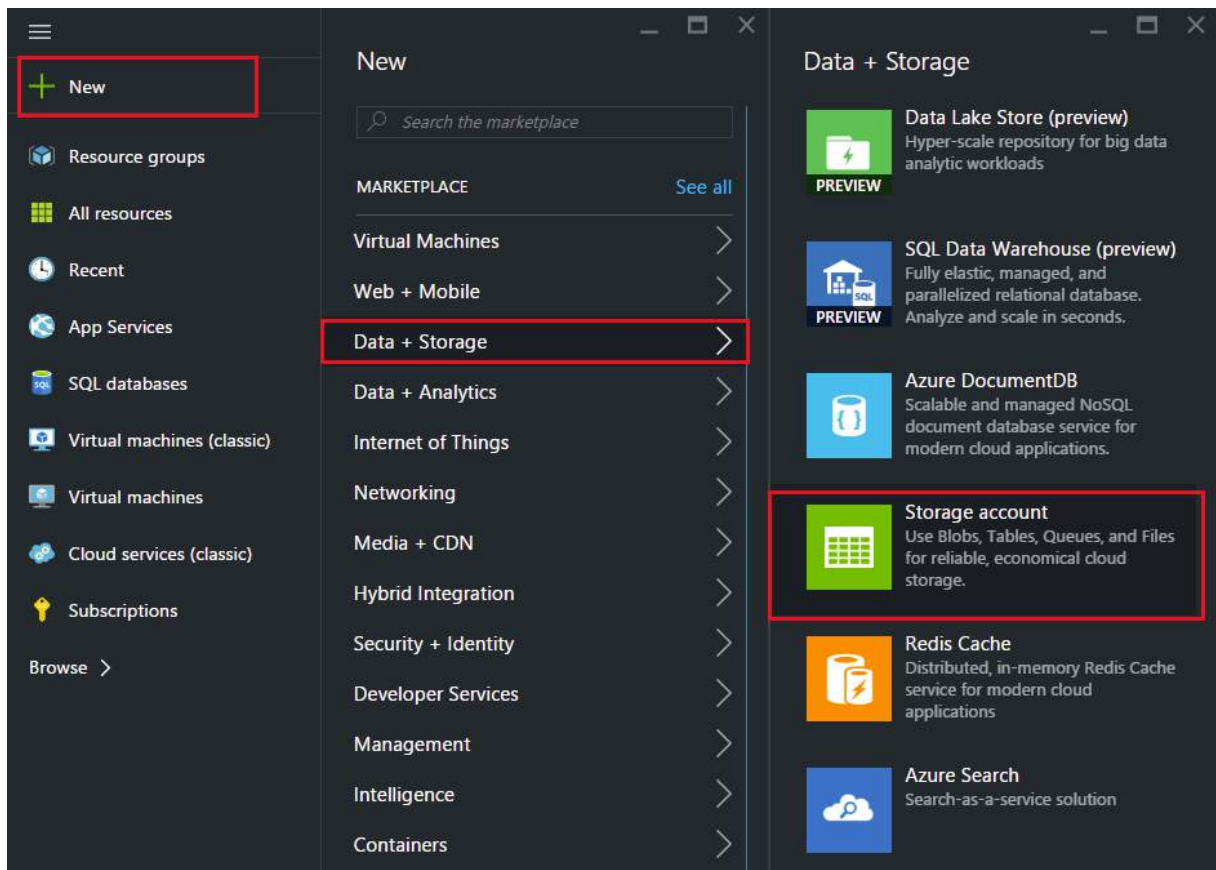 New
Resource groups
All resources
Recent
App Services
SQL databases
Virtual machines (classic)
Virtual machines
Cloud services (classic)
Subscriptions
Browse
New
Search the marketplace
MARKETPLACE See all
Virtual Machines
Web + Mobile
Data + Storage
Data + Analytics
Internet of Things
Networking
Media + CDN
Hybrid Integration
Security + Identity
Developer Services
Management
Intelligence
Containers
Data + Storage
PREVIEW
Data Lake Store (preview)
Hyper-scale repository for big data
analytic workloads
SQL
PREVIEW
SQL Data Warehouse (preview)
Fully elastic, managed, and
parallelized relational database.
Analyze and scale in seconds.
Azure DocumentDB
Scalable and managed NoSQL
document database service for
modern cloud applications.
Storage account
Use Blobs, Tables, Queues, and Files
for reliable, economical cloud
storage.
Redis Cache
Distributed, in-memory Redis Cache
service for modern cloud
applications
Azure Search
Search-as-a-service solution